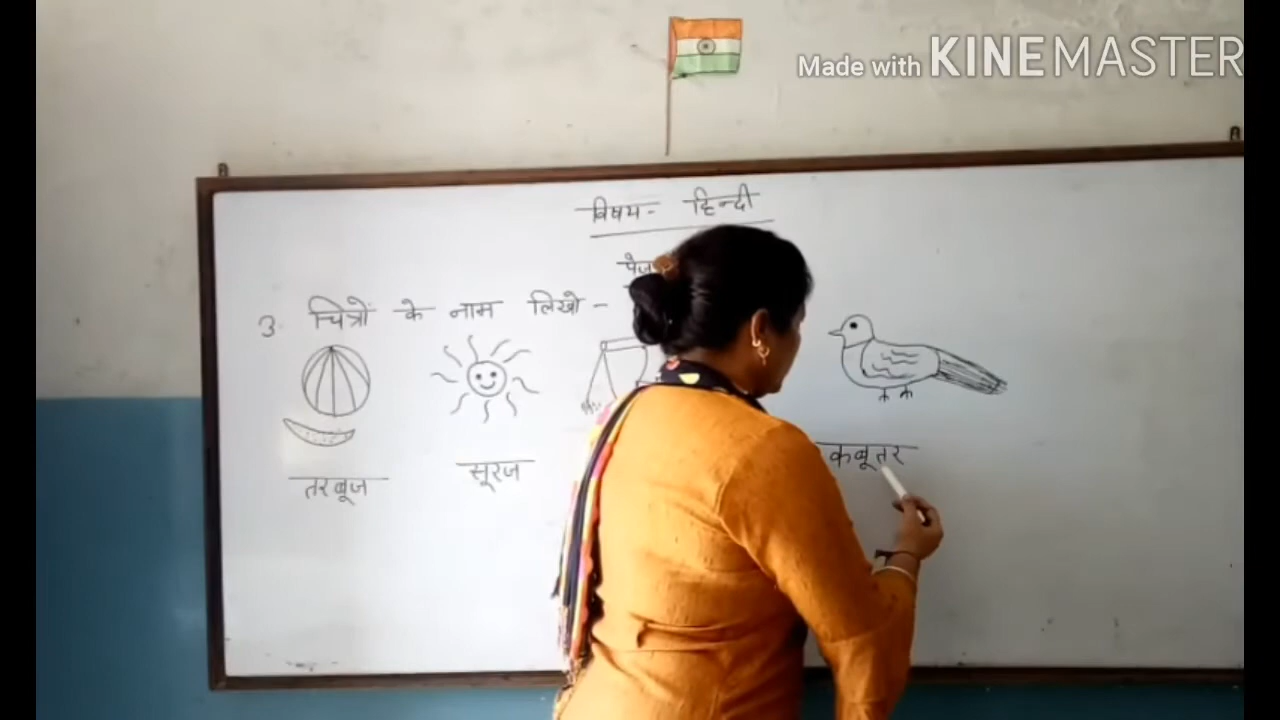 Made with KINEMASTER
विषय - हिन्दी
पेज
3 चित्रों के नाम लिखो -
तरबूज सूरज कबूतर